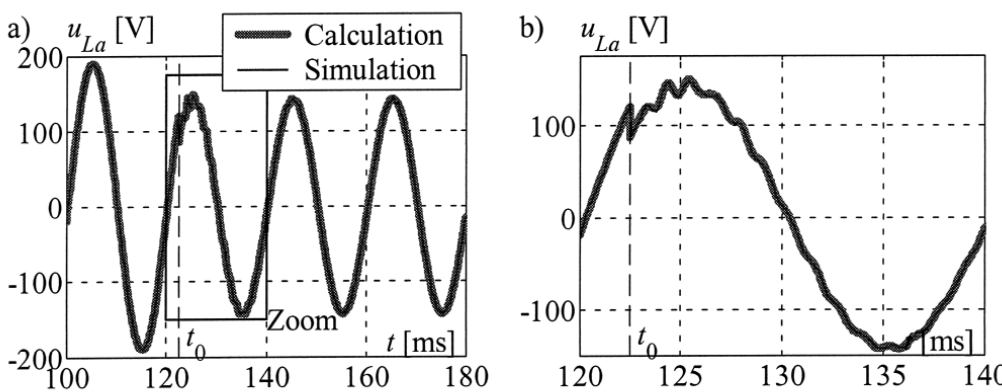 a)
u_La [V]
Calculation
Simulation
200
100
0
-100
-200
Zoom
t_0
t [ms]
100 120 140 160 180
b)
u_La [V]
100
0
-100
t_0
[ms]
120 125 130 135 140